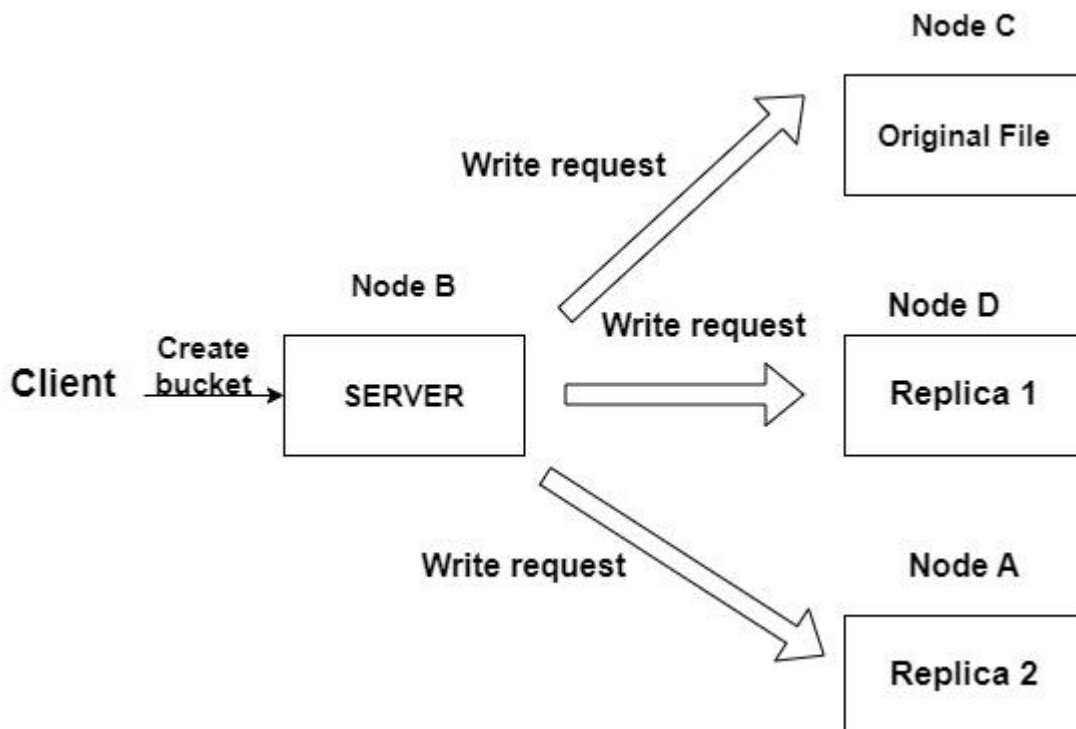 Node C
Original File
Write request
Node B
Node D
Write request
Create
bucket
Client
SERVER
Replica 1
Write request
Node A
Replica 2